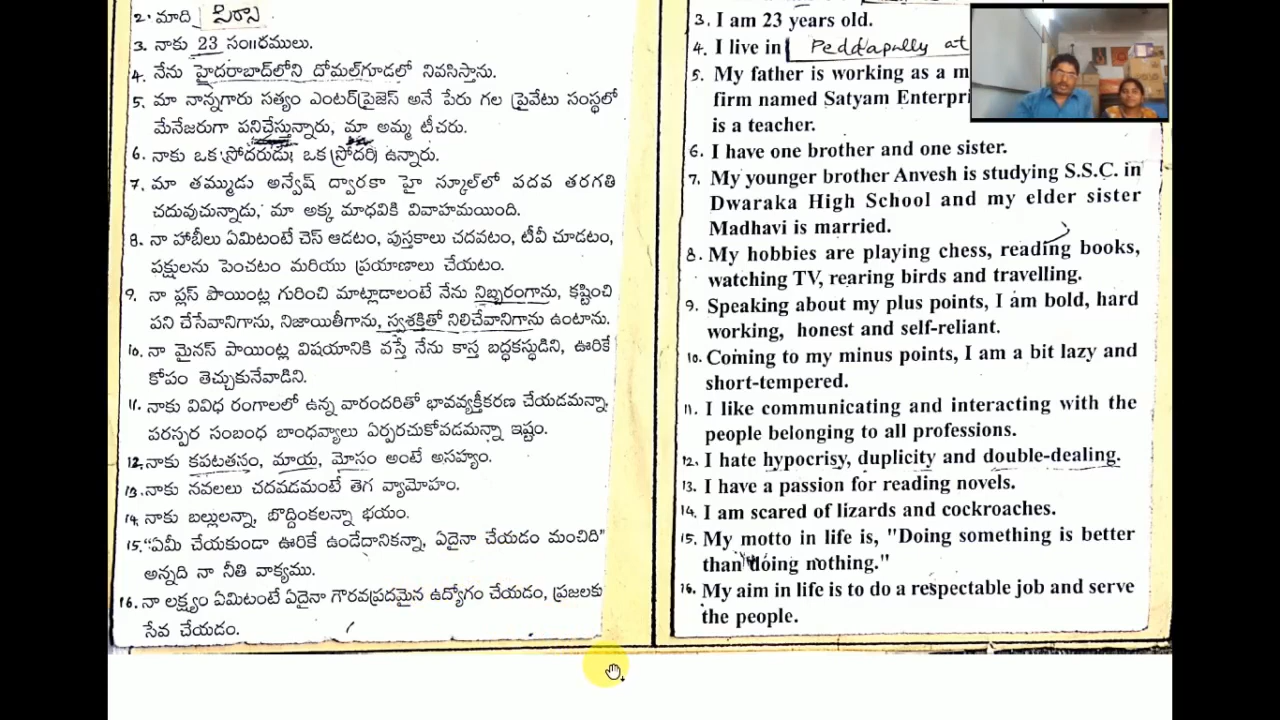 2. మాది సిరాసి
3. నాకు 23 సం॥రములు.
4. నేను హైదరాబాద్‌లోని దోమల్‌గూడలో నివసిస్తాను.
5. మా నాన్నగారు సత్యం ఎంటర్‌ప్రైజెస్ అనే పేరు గల ప్రైవేటు సంస్థలో
మేనేజరుగా పనిచేస్తున్నారు, మా అమ్మ టీచరు.
6. నాకు ఒక సోదరుడు, ఒక సోదరి ఉన్నారు.
7. మా తమ్ముడు అన్వేష్ ద్వారకా హై స్కూల్‌లో పదవ తరగతి
చదువుచున్నాడు, మా అక్క మాధవికి వివాహమయింది.
8. నా హాబీలు ఏమిటంటే చెస్ ఆడటం, పుస్తకాలు చదవటం, టీవీ చూడటం,
పక్షులను పెంచటం మరియు ప్రయాణాలు చేయటం.
9. నా ప్లస్ పాయింట్ల గురించి మాట్లాడాలంటే నేను నిబ్బరంగాను, కష్టించి
పని చేసేవానిగాను, నిజాయితీగాను, స్వశక్తితో నిలిచేవానిగాను ఉంటాను.
10. నా మైనస్ పాయింట్ల విషయానికి వస్తే నేను కాస్త బద్ధకస్థుడిని, ఊరికే
కోపం తెచ్చుకునేవాడిని.
11. నాకు వివిధ రంగాలలో ఉన్న వారందరితో భావవ్యక్తీకరణ చేయడమన్నా,
పరస్పర సంబంధ బాంధవ్యాలు ఏర్పరచుకోవడమన్నా ఇష్టం.
12. నాకు కపటతనం, మాయ, మోసం అంటే అసహ్యం.
13. నాకు నవలలు చదవడమంటే తెగ వ్యామోహం.
14. నాకు బల్లులన్నా, బొద్దింకలన్నా భయం.
15. "ఏమీ చేయకుండా ఊరికే ఉండేదానికన్నా, ఏదైనా చేయడం మంచిది"
అన్నది నా నీతి వాక్యము.
16. నా లక్ష్యం ఏమిటంటే ఏదైనా గౌరవప్రదమైన ఉద్యోగం చేయడం, ప్రజలకు
సేవ చేయడం.
3. I am 23 years old.
4. I live in Peddapally at
5. My father is working as a m
firm named Satyam Enterpri
is a teacher.
6. I have one brother and one sister.
7. My younger brother Anvesh is studying S.S.C. in
Dwaraka High School and my elder sister
Madhavi is married.
8. My hobbies are playing chess, reading books,
watching TV, rearing birds and travelling.
9. Speaking about my plus points, I am bold, hard
working, honest and self-reliant.
10. Coming to my minus points, I am a bit lazy and
short-tempered.
11. I like communicating and interacting with the
people belonging to all professions.
12. I hate hypocrisy, duplicity and double-dealing.
13. I have a passion for reading novels.
14. I am scared of lizards and cockroaches.
15. My motto in life is, "Doing something is better
than doing nothing."
16. My aim in life is to do a respectable job and serve
the people.